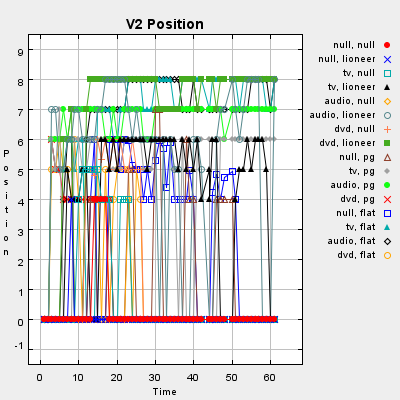 V2 Position
9
8
7
6
5
4
3
2
1
0
-1
Position
0
10
20
30
40
50
60
Time
null, null
null, lioneer
tv, null
tv, lioneer
audio, null
audio, lioneer
dvd, null
dvd, lioneer
null, pg
tv, pg
audio, pg
dvd, pg
null, flat
tv, flat
audio, flat
dvd, flat